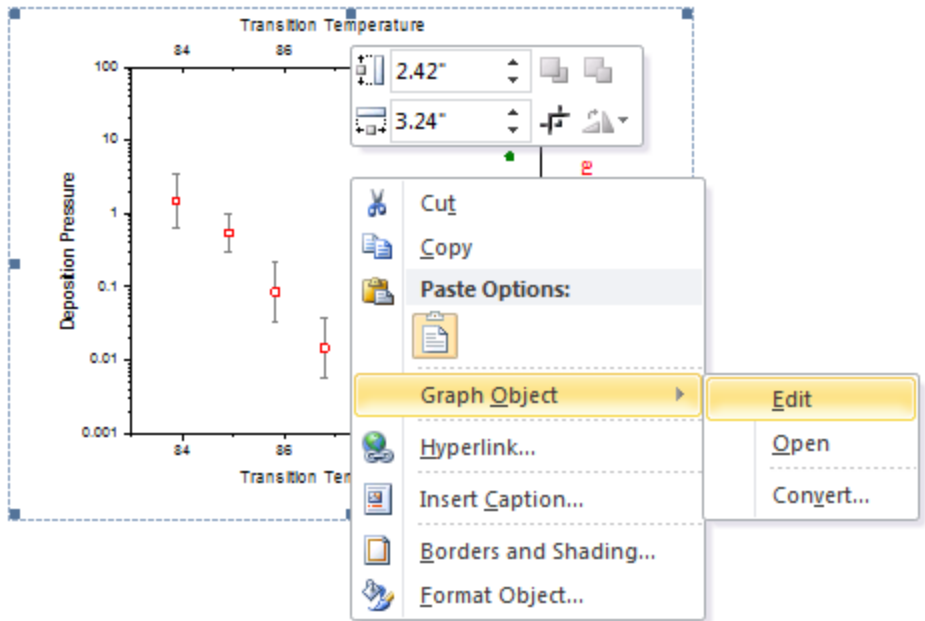 Transition Temperature
84 86
100
2.42"
3.24"
10
Deposition Pressure
1
0.1
0.01
0.001
84 86
Transition Ter
re
Cut
Copy
Paste Options:
Graph Object
Edit
Open
Convert...
Hyperlink...
Insert Caption...
Borders and Shading...
Format Object...